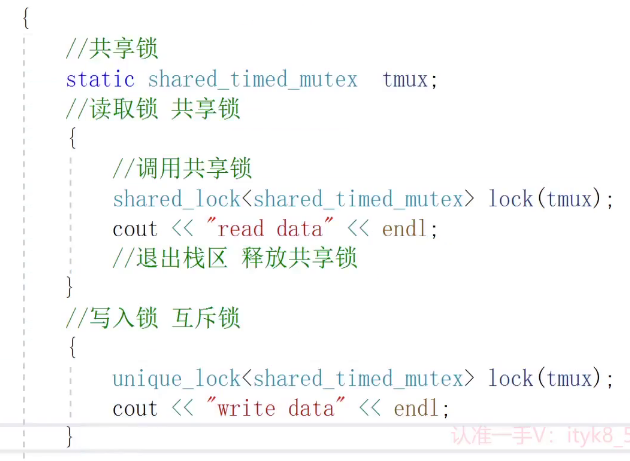 {
//共享锁
static shared_timed_mutex  tmux;
//读取锁 共享锁
{
//调用共享锁
shared_lock<shared_timed_mutex> lock(tmux);
cout << "read data" << endl;
//退出栈区 释放共享锁
}
//写入锁 互斥锁
{
unique_lock<shared_timed_mutex> lock(tmux);
cout << "write data" << endl;
}
认准一手V：ityk8_5